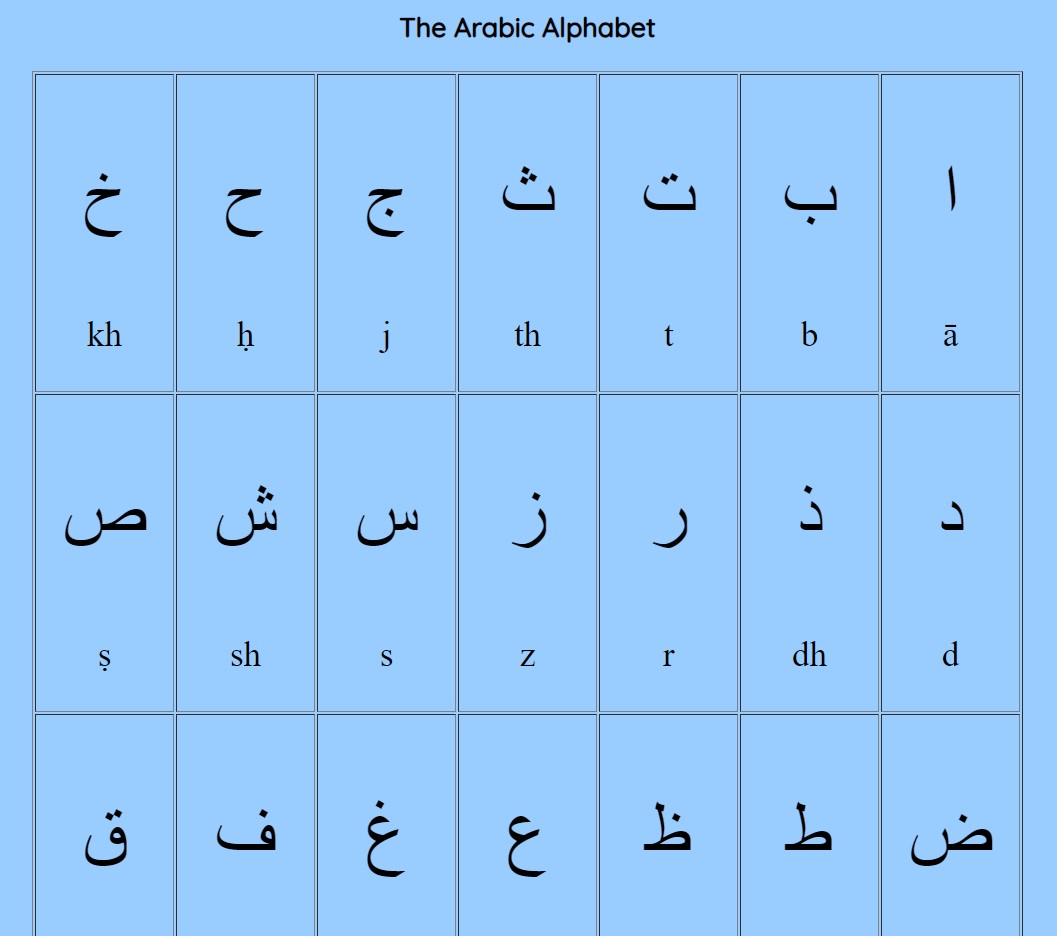 The Arabic Alphabet
ا ب ت ث ج ح خ
ā b t th j ḥ kh
د ذ ر ز س ش ص
d dh r z s sh ṣ
ض ط ظ ع غ ف ق